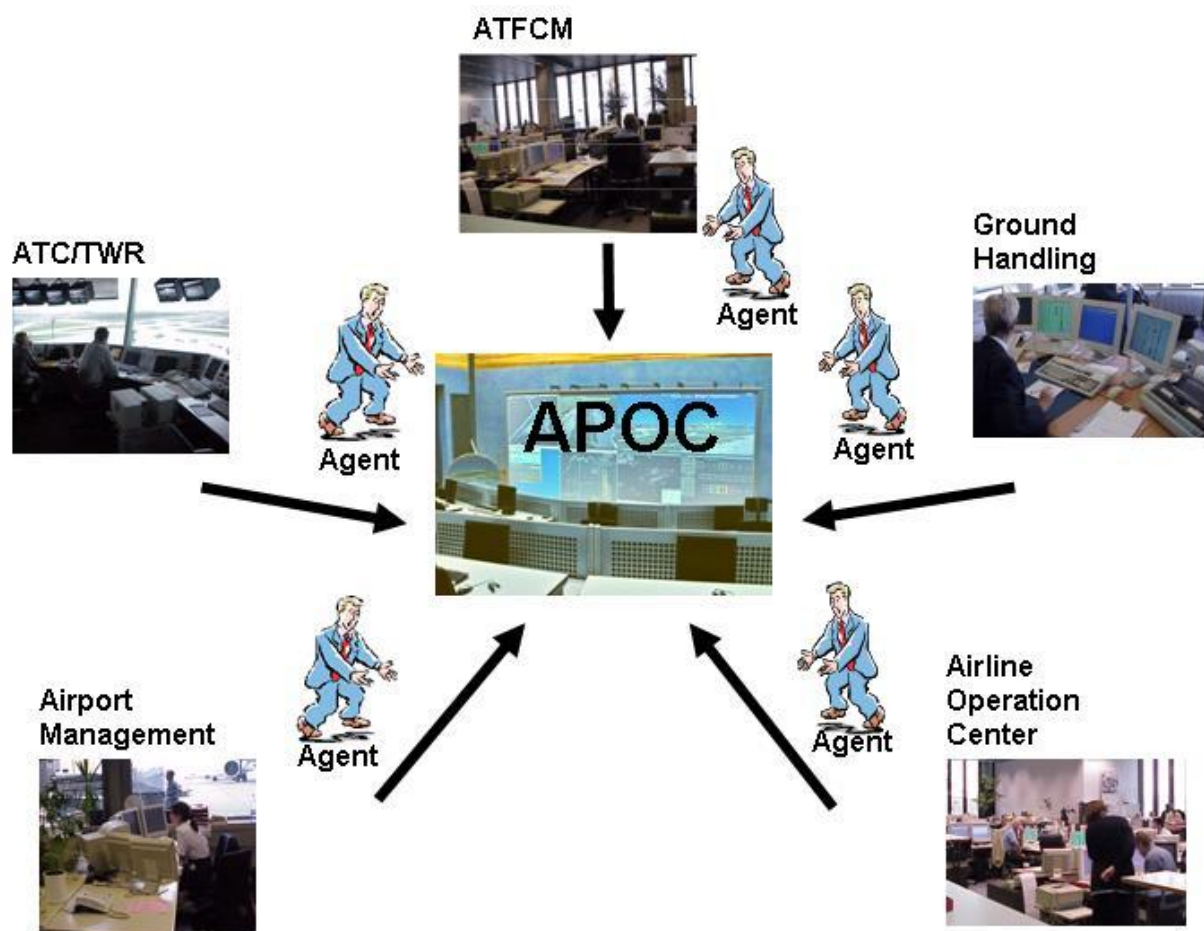 ATFCM
ATC/TWR
Ground
Handling
Agent
Agent
Agent
APOC
Airport
Management
Agent
Agent
Airline
Operation
Center